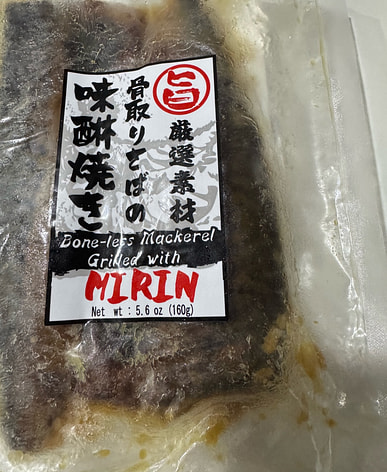 旨
厳選素材
骨取りさばの
味醂焼き
Bone-less Mackerel
Grilled with
MIRIN
Net wt : 5.6 oz (160g)